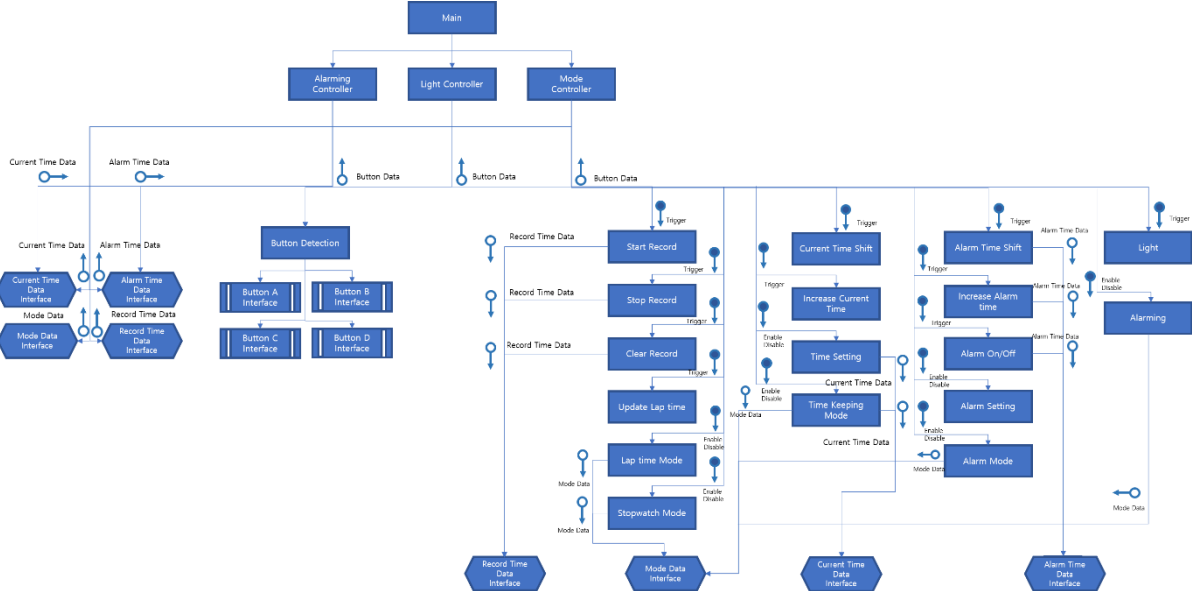 Main
Alarming
Controller
Light Controller
Mode
Controller
Current Time Data
Alarm Time Data
Button Data
Button Data
Button Data
Trigger
Trigger
Trigger
Trigger
Current Time Data
Alarm Time Data
Button Detection
Record Time Data
Start Record
Current Time Shift
Alarm Time Shift
Alarm Time Data
Light
Trigger
Trigger
Trigger
Current Time
Data
Interface
Alarm Time
Data
Interface
Button A
Interface
Button B
Interface
Record Time Data
Stop Record
Increase Current
Time
Increase Alarm
time
Alarm Time Data
Enable
Disable
Alarming
Mode Data
Record Time Data
Trigger
Enable
Disable
Trigger
Mode Data
Interface
Record Time
Data
Interface
Button C
Interface
Button D
Interface
Record Time Data
Clear Record
Time Setting
Alarm On/Off
Alarm Time Data
Trigger
Current Time Data
Enable
Disable
Enable
Disable
Update Lap time
Mode Data
Time Keeping
Mode
Alarm Setting
Enable
Disable
Current Time Data
Enable
Disable
Lap time Mode
Alarm Mode
Mode Data
Mode Data
Enable
Disable
Stopwatch Mode
Mode Data
Mode Data
Record Time
Data
Interface
Mode Data
Interface
Current Time
Data
Interface
Alarm Time
Data
Interface